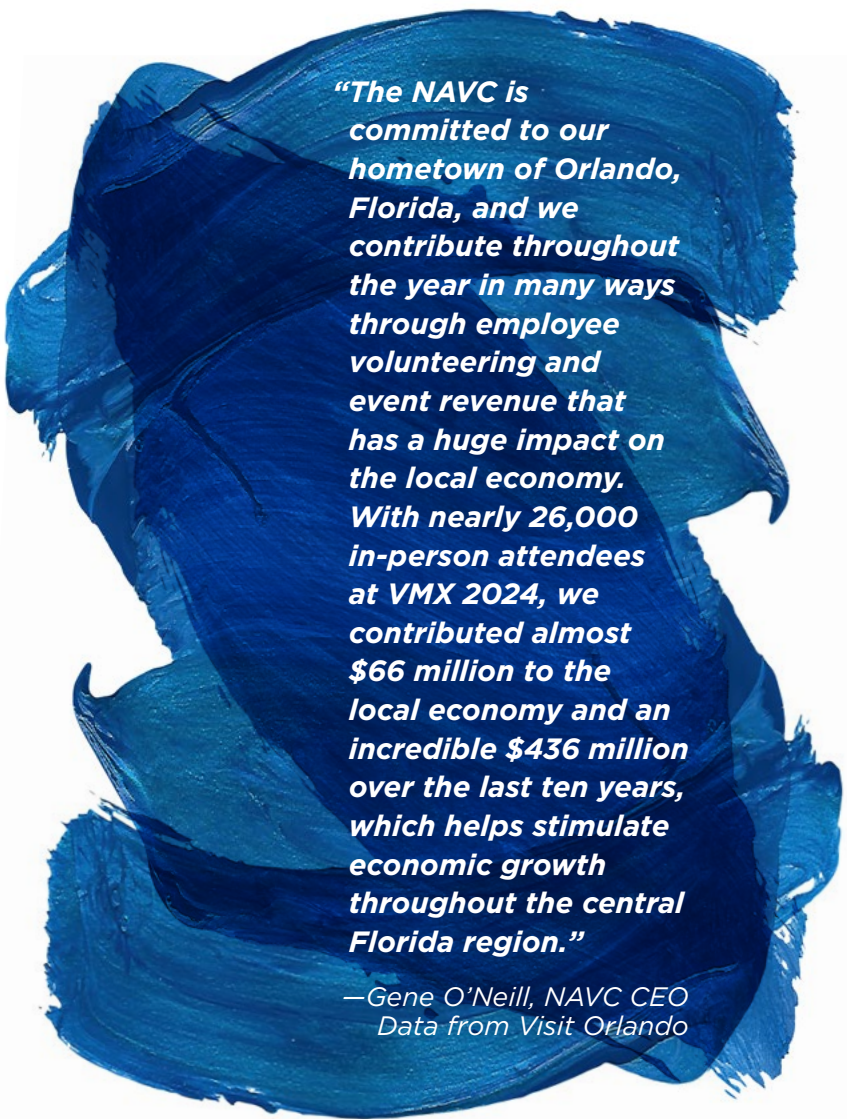 “The NAVC is
committed to our
hometown of Orlando,
Florida, and we
contribute throughout
the year in many ways
through employee
volunteering and
event revenue that
has a huge impact on
the local economy.
With nearly 26,000
in-person attendees
at VMX 2024, we
contributed almost
$66 million to the
local economy and an
incredible $436 million
over the last ten years,
which helps stimulate
economic growth
throughout the central
Florida region.”
—Gene O’Neill, NAVC CEO
Data from Visit Orlando